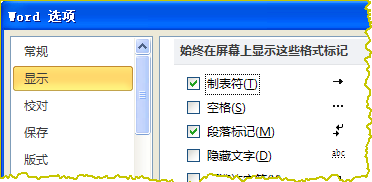 Word 选项
常规
显示
校对
保存
版式
始终在屏幕上显示这些格式标记
制表符(T)
空格(S)
段落标记(M)
隐藏文字(D)
abc